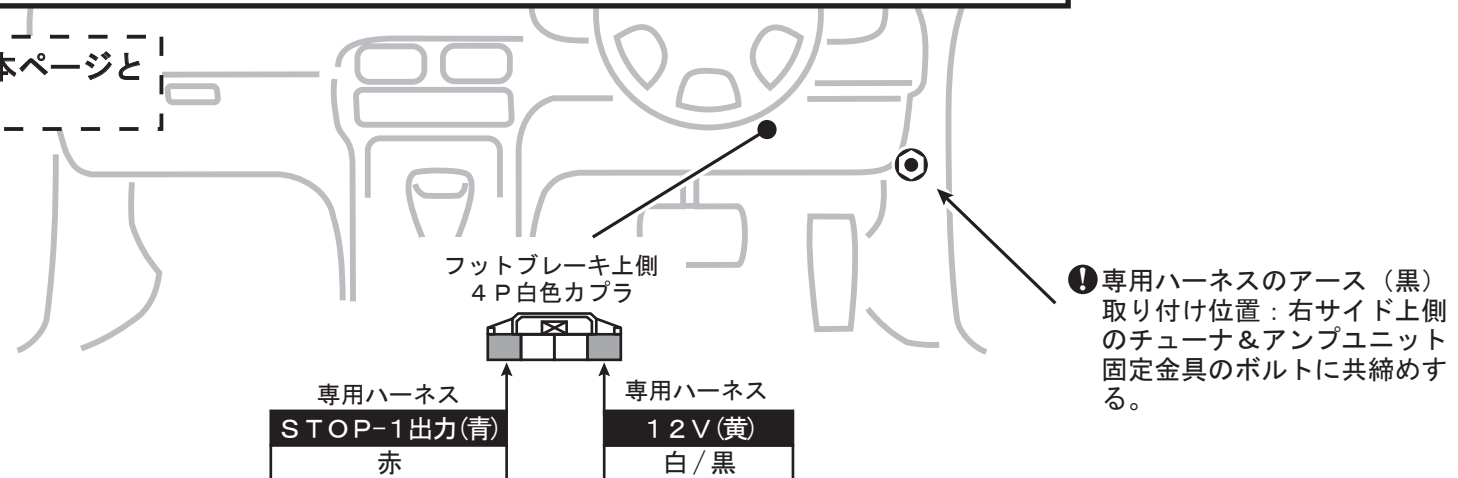 本ページと
フットブレーキ上側
4P白色カプラ
専用ハーネス
STOP-1出力(青)
赤
専用ハーネス
12V(黄)
白/黒
専用ハーネスのアース（黒）
取り付け位置：右サイド上側
のチューナ＆アンプユニット
固定金具のボルトに共締めす
る。